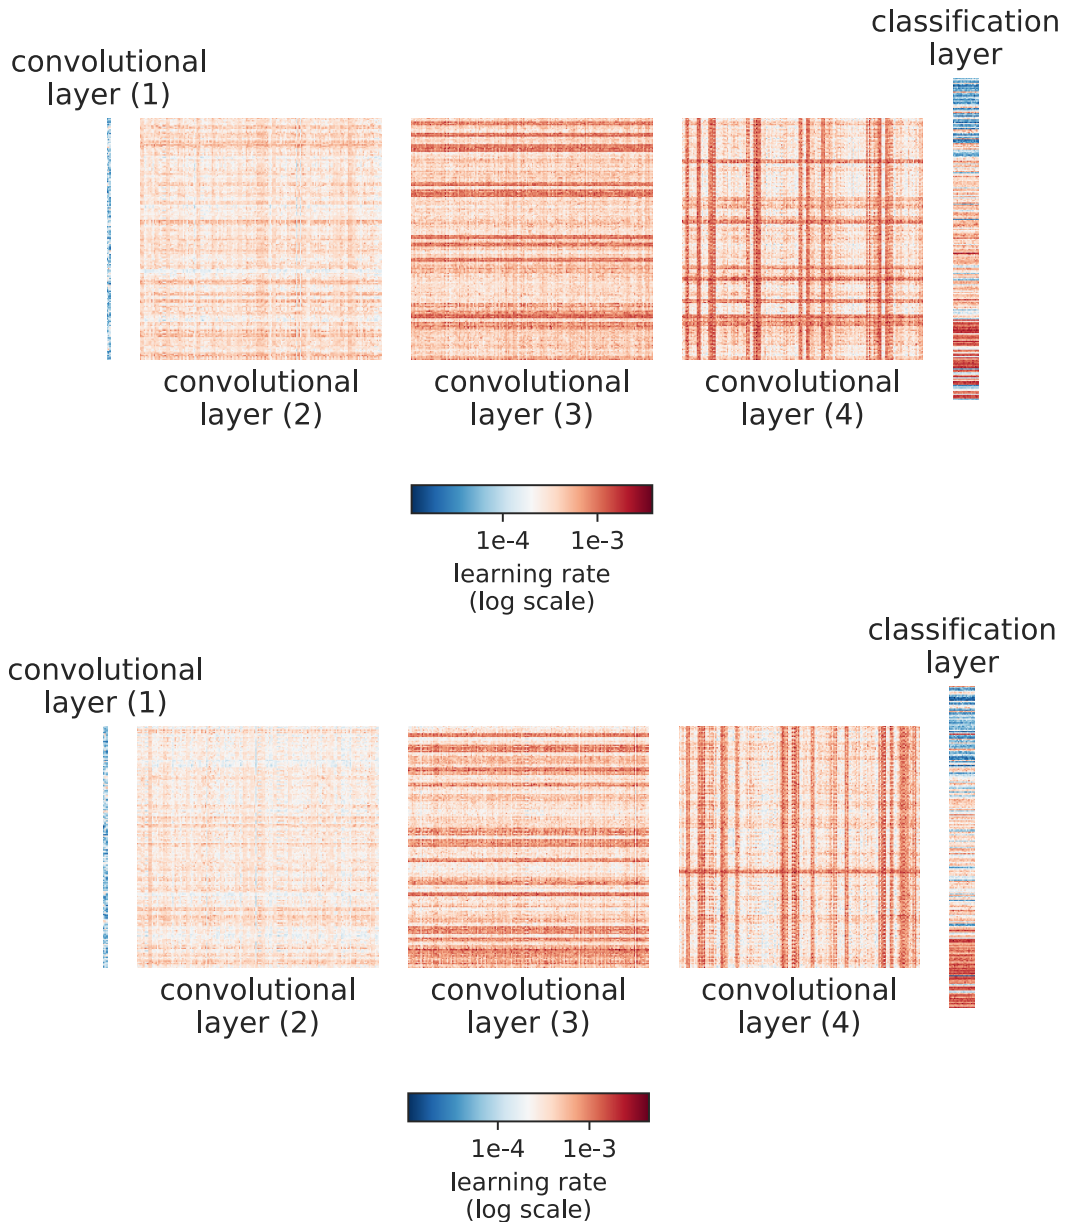 classification
layer
convolutional
layer (1)
convolutional
layer (2)
convolutional
layer (3)
convolutional
layer (4)
1e-4
1e-3
learning rate
(log scale)
classification
layer
convolutional
layer (1)
convolutional
layer (2)
convolutional
layer (3)
convolutional
layer (4)
1e-4
1e-3
learning rate
(log scale)